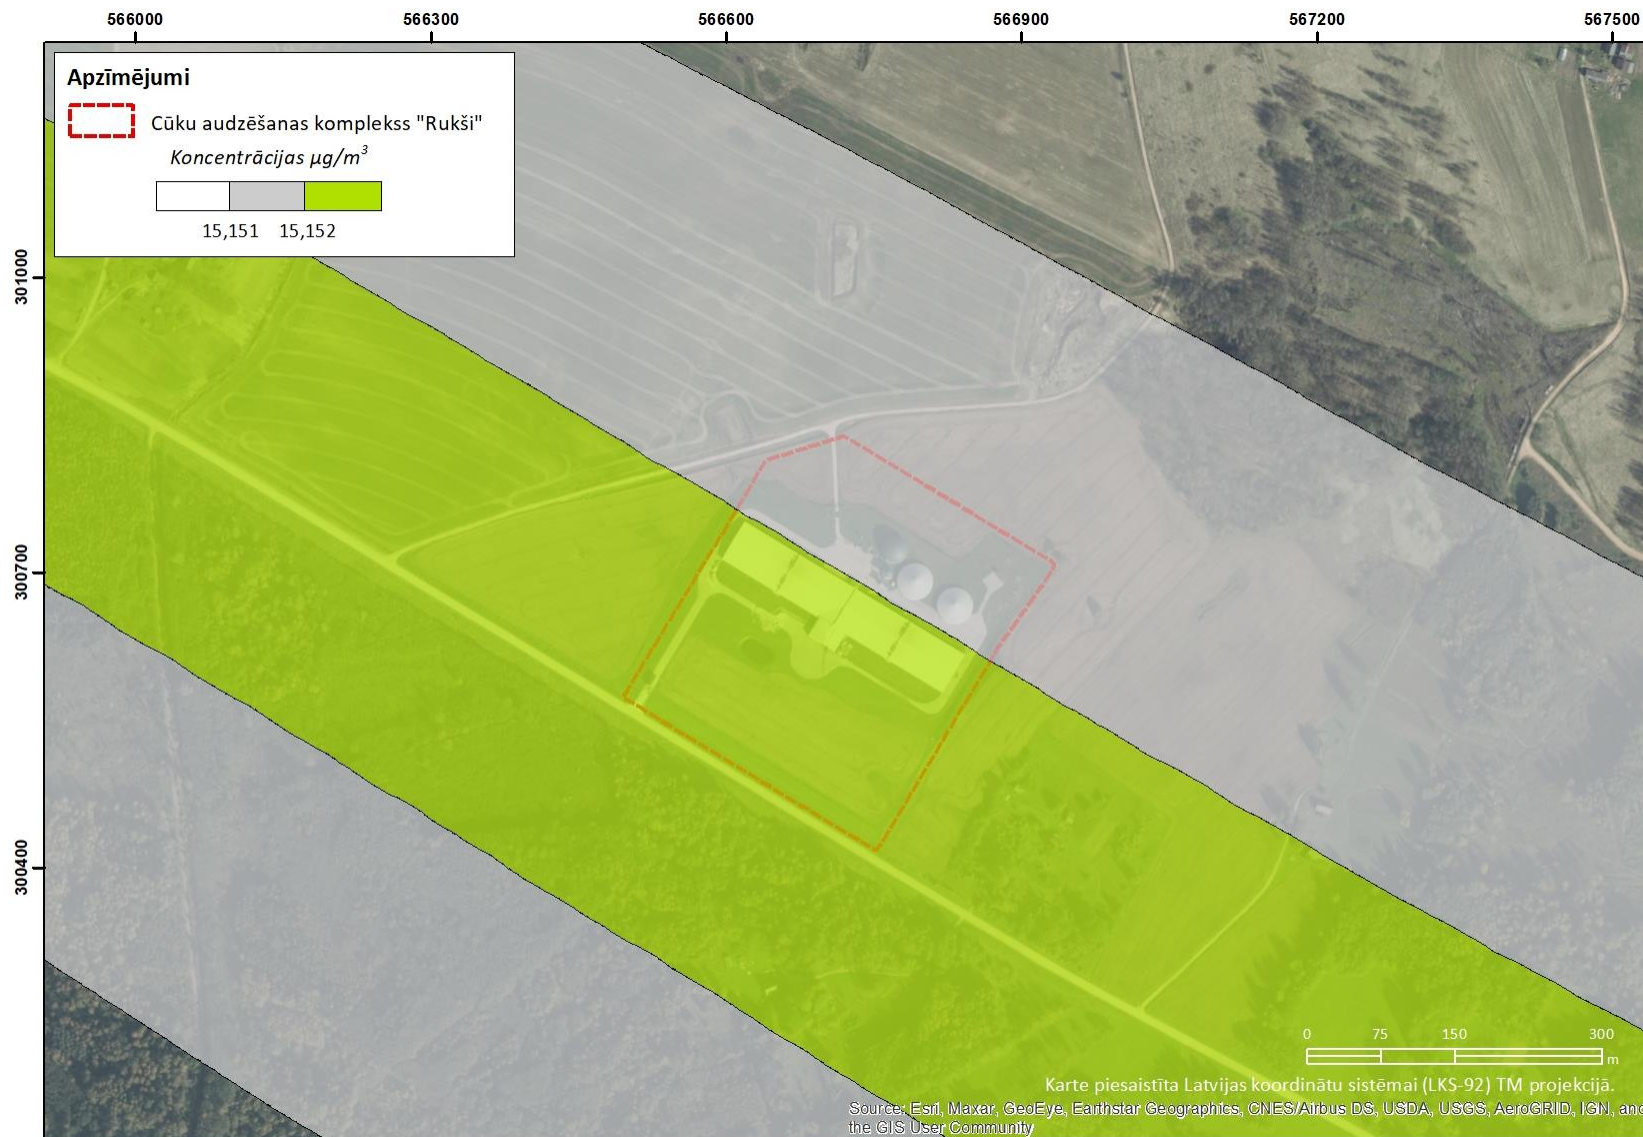 566000 566300 566600 566900 567200 567500
Apzīmējumi
Cūku audzēšanas komplekss "Rukši"
Koncentrācijas µg/m³
15,151 15,152
301000
300700
300400
0 75 150 300
m
Karte piesaistīta Latvijas koordinātu sistēmai (LKS-92) TM projekcijā.
Source: Esri, Maxar, GeoEye, Earthstar Geographics, CNES/Airbus DS, USDA, USGS, AeroGRID, IGN, and
the GIS User Community